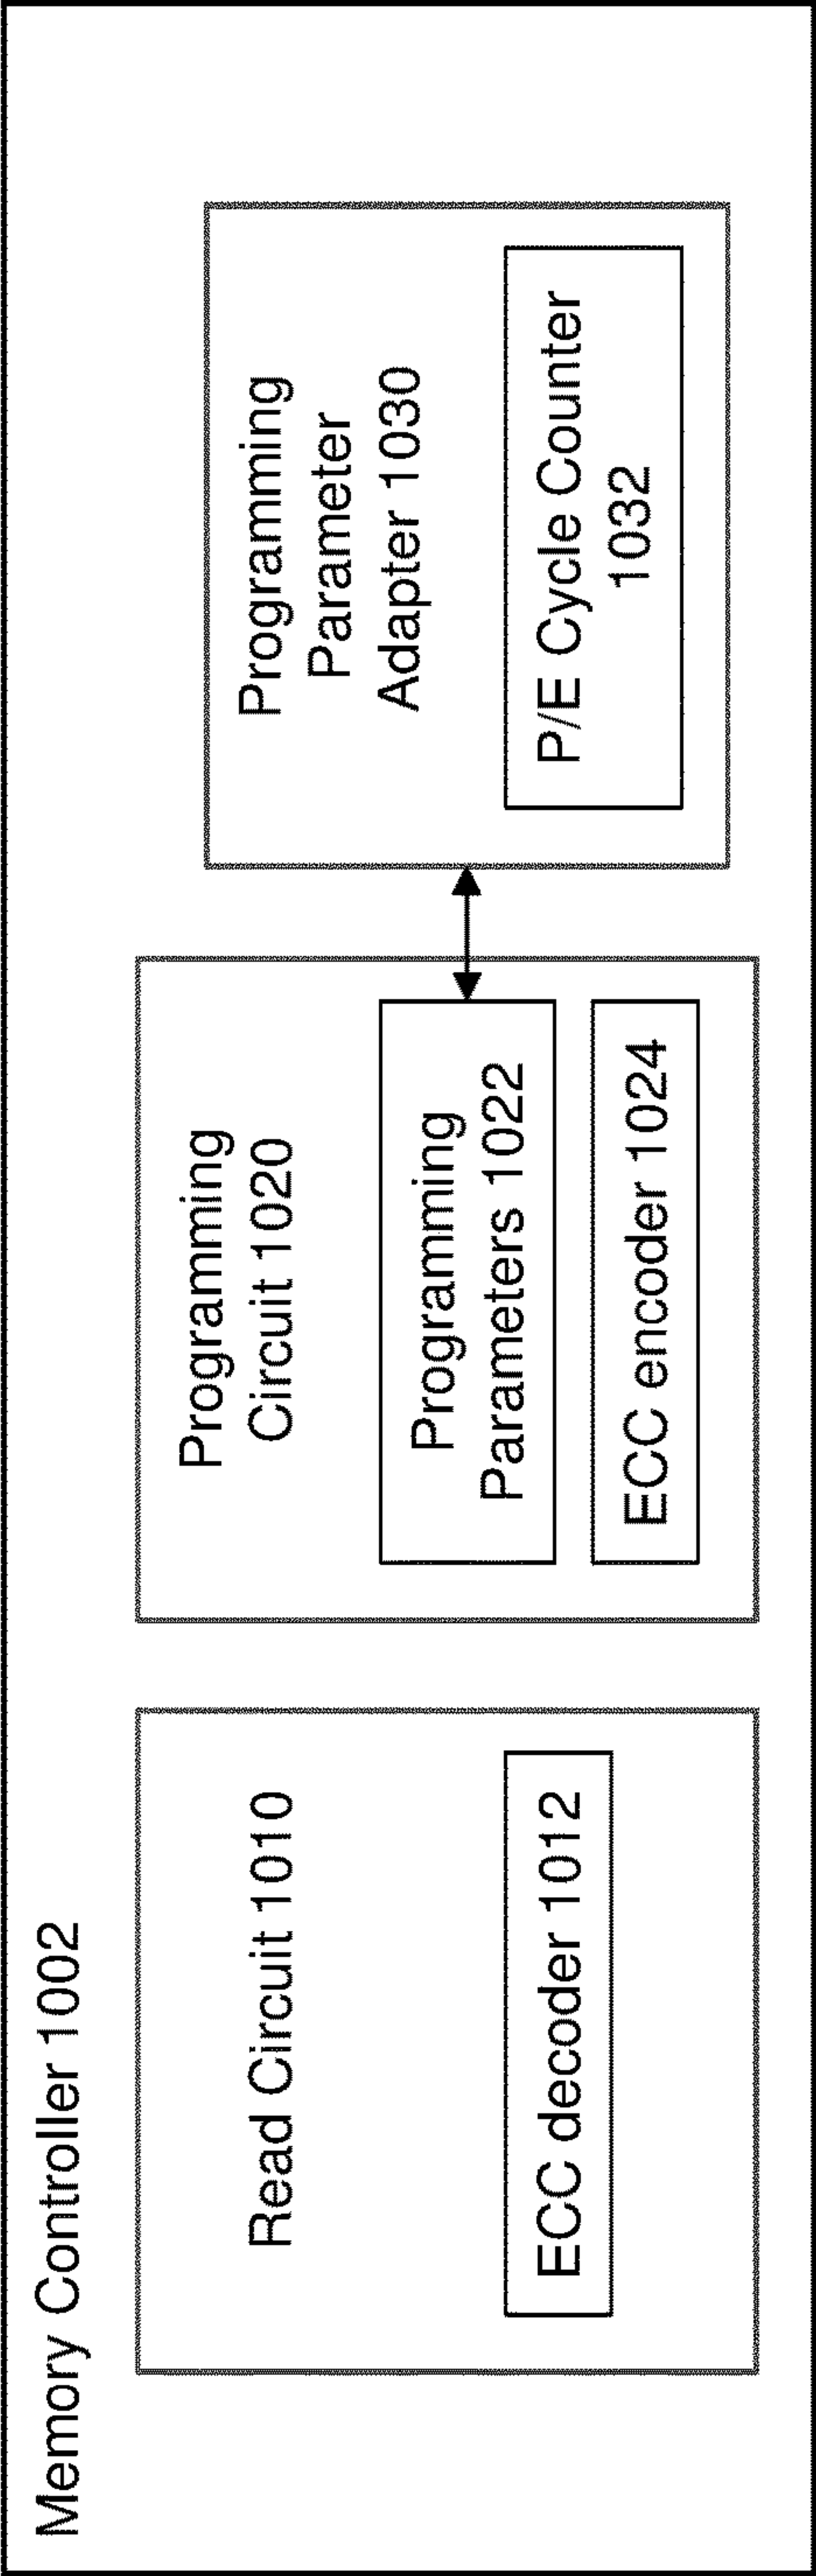 Memory Controller 1002
Read Circuit 1010
ECC decoder 1012
Programming
Circuit 1020
Programming
Parameters 1022
ECC encoder 1024
Programming
Parameter
Adapter 1030
P/E Cycle Counter
1032